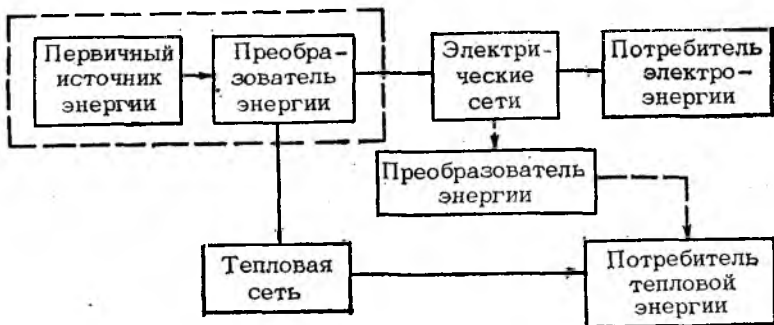 Первичный
источник
энергии
Преобра-
зователь
энергии
Электри-
ческие
сети
Потребитель
электро-
энергии
Преобразователь
энергии
Тепловая
сеть
Потребитель
тепловой
энергии